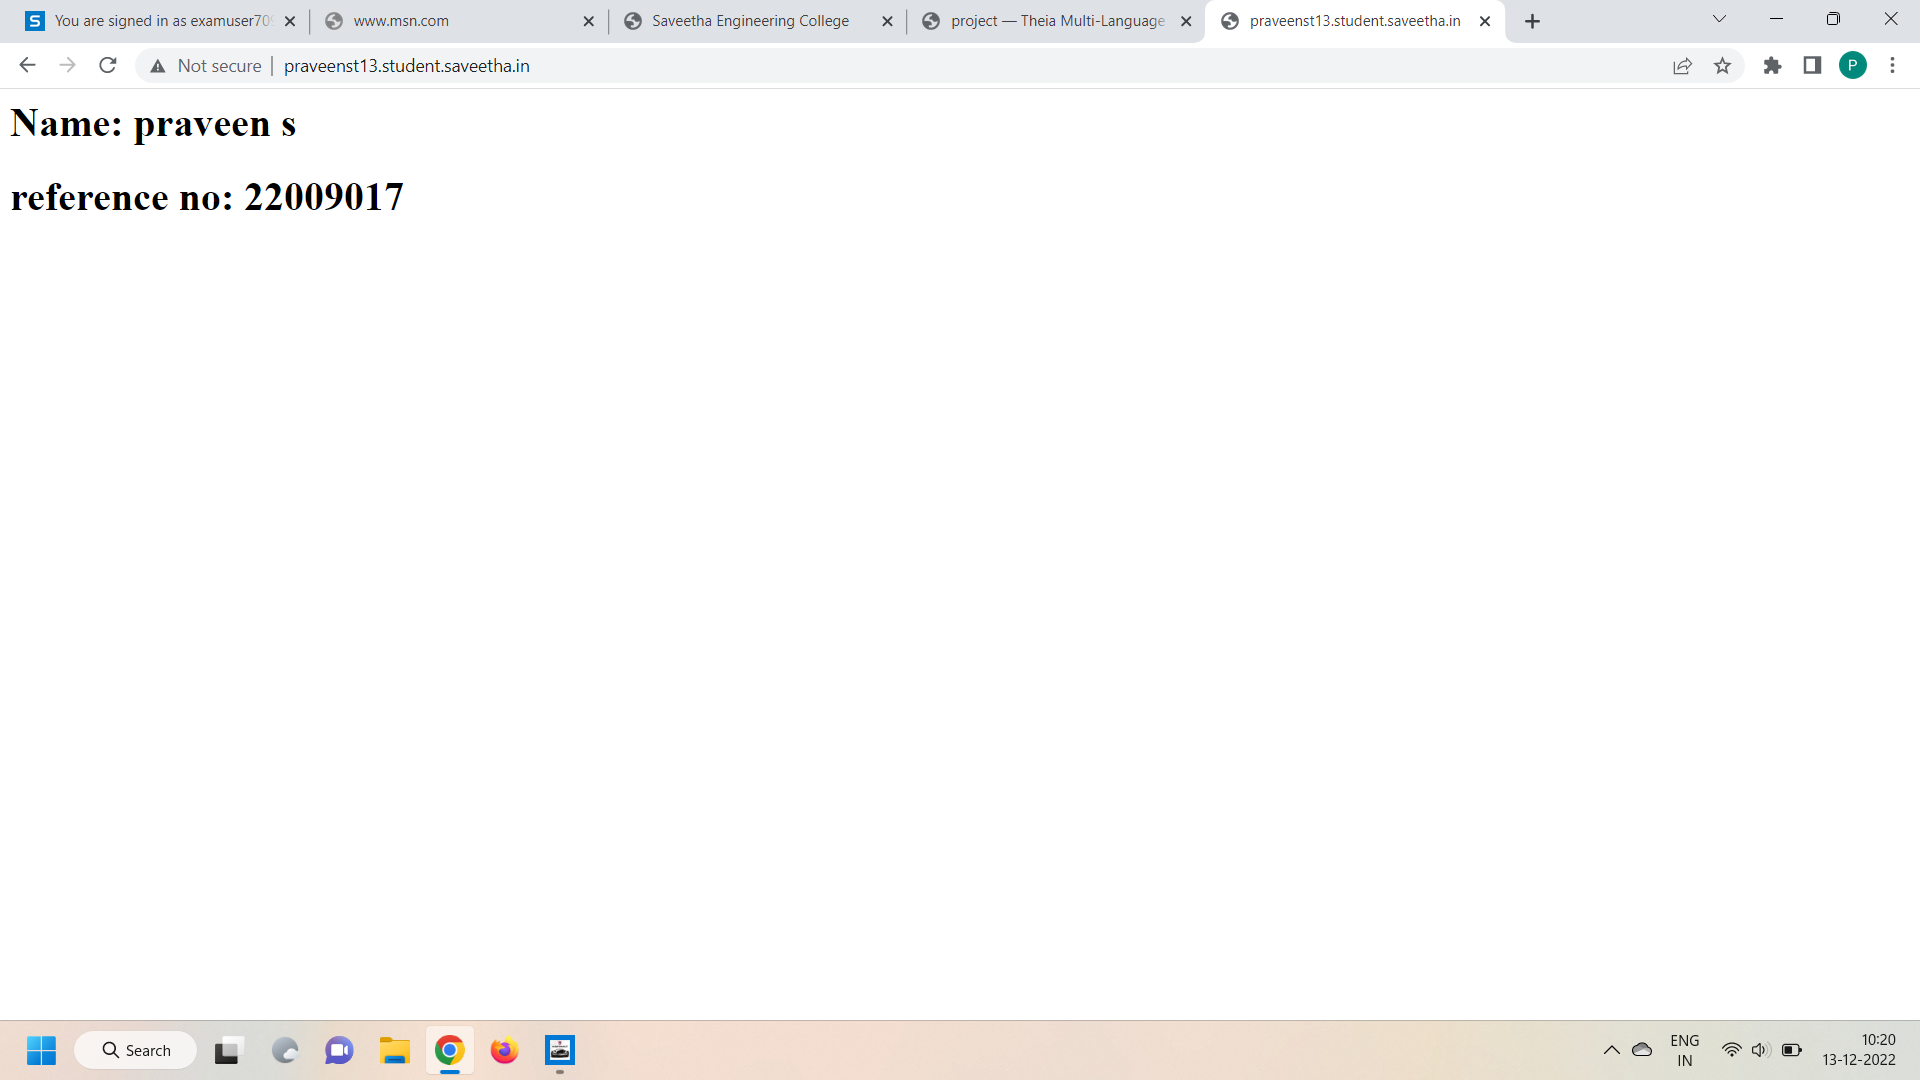 You are signed in as examuser709
www.msn.com
Saveetha Engineering College
project — Theia Multi-Language
praveenst13.student.saveetha.in
Not secure
praveenst13.student.saveetha.in
P
Name: praveen s
reference no: 22009017
Search
ENG
IN
10:20
13-12-2022